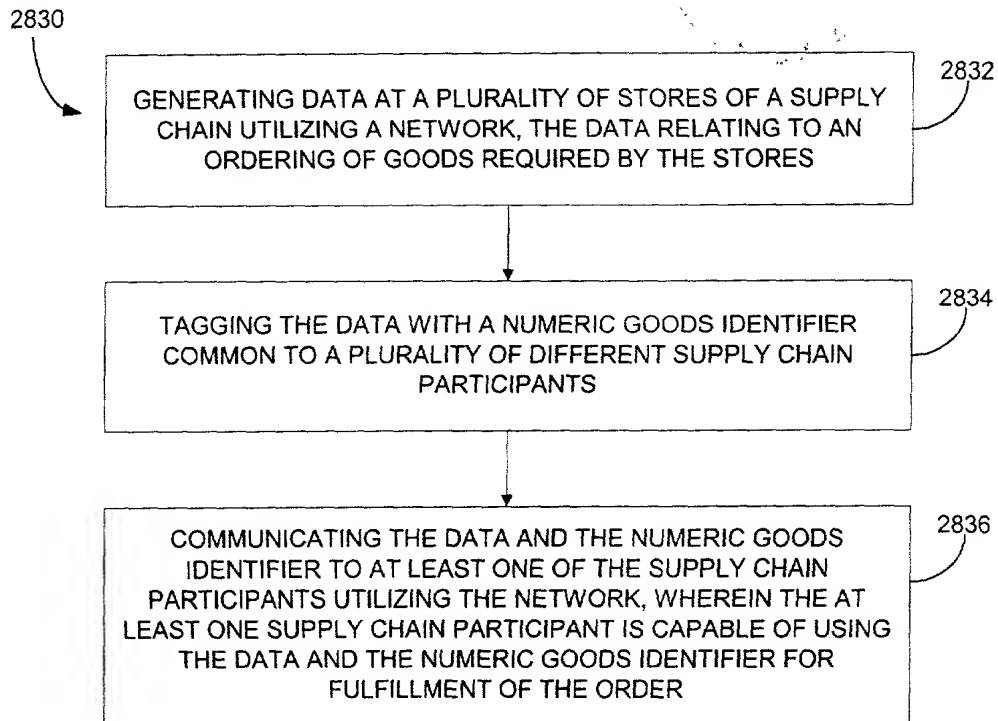 2830
2832
GENERATING DATA AT A PLURALITY OF STORES OF A SUPPLY
CHAIN UTILIZING A NETWORK, THE DATA RELATING TO AN
ORDERING OF GOODS REQUIRED BY THE STORES
2834
TAGGING THE DATA WITH A NUMERIC GOODS IDENTIFIER
COMMON TO A PLURALITY OF DIFFERENT SUPPLY CHAIN
PARTICIPANTS
2836
COMMUNICATING THE DATA AND THE NUMERIC GOODS
IDENTIFIER TO AT LEAST ONE OF THE SUPPLY CHAIN
PARTICIPANTS UTILIZING THE NETWORK, WHEREIN THE AT
LEAST ONE SUPPLY CHAIN PARTICIPANT IS CAPABLE OF USING
THE DATA AND THE NUMERIC GOODS IDENTIFIER FOR
FULFILLMENT OF THE ORDER